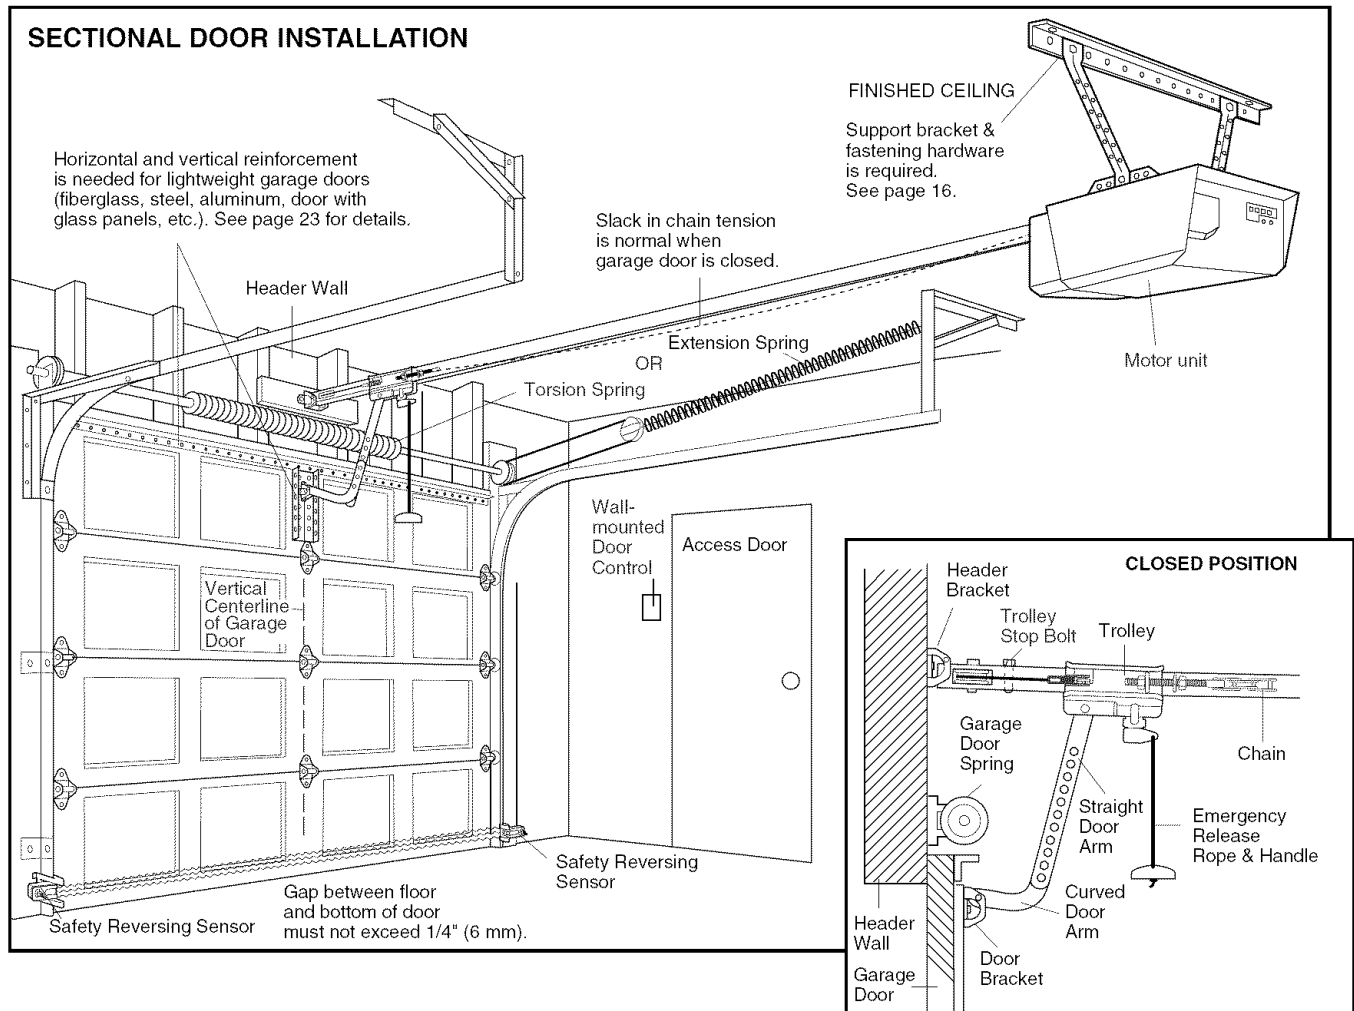 SECTIONAL DOOR INSTALLATION
FINISHED CEILING
Support bracket &
fastening hardware
is required.
See page 16.
Horizontal and vertical reinforcement
is needed for lightweight garage doors
(fiberglass, steel, aluminum, door with
glass panels, etc.). See page 23 for details.
Slack in chain tension
is normal when
garage door is closed.
Header Wall
Extension Spring
OR
Motor unit
Torsion Spring
Wall-
mounted
Door
Control
Access Door
Vertical
Centerline
of Garage
Door
Safety Reversing
Sensor
Gap between floor
and bottom of door
must not exceed 1/4" (6 mm).
Safety Reversing Sensor
CLOSED POSITION
Header
Bracket
Trolley
Stop Bolt
Trolley
Garage
Door
Spring
Chain
Straight
Door
Arm
Emergency
Release
Rope & Handle
Curved
Door
Arm
Header
Wall
Door
Bracket
Garage
Door